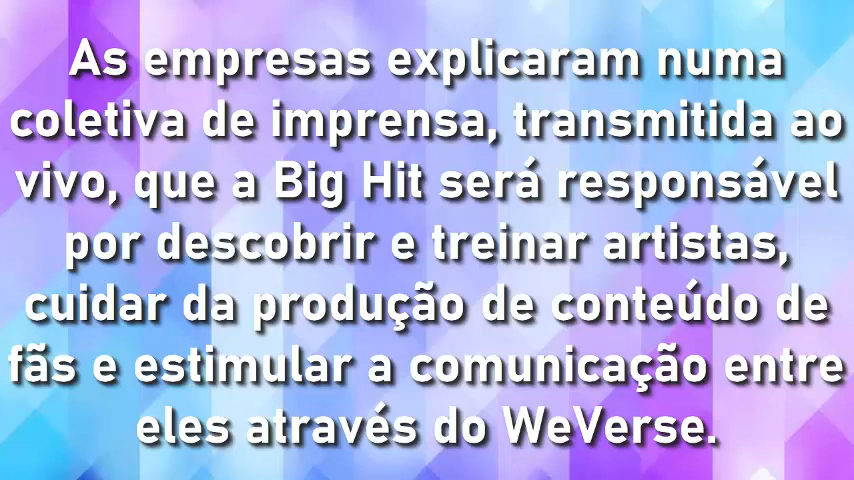 As empresas explicaram numa
coletiva de imprensa, transmitida ao
vivo, que a Big Hit será responsável
por descobrir e treinar artistas,
cuidar da produção de conteúdo de
fãs e estimular a comunicação entre
eles através do WeVerse.